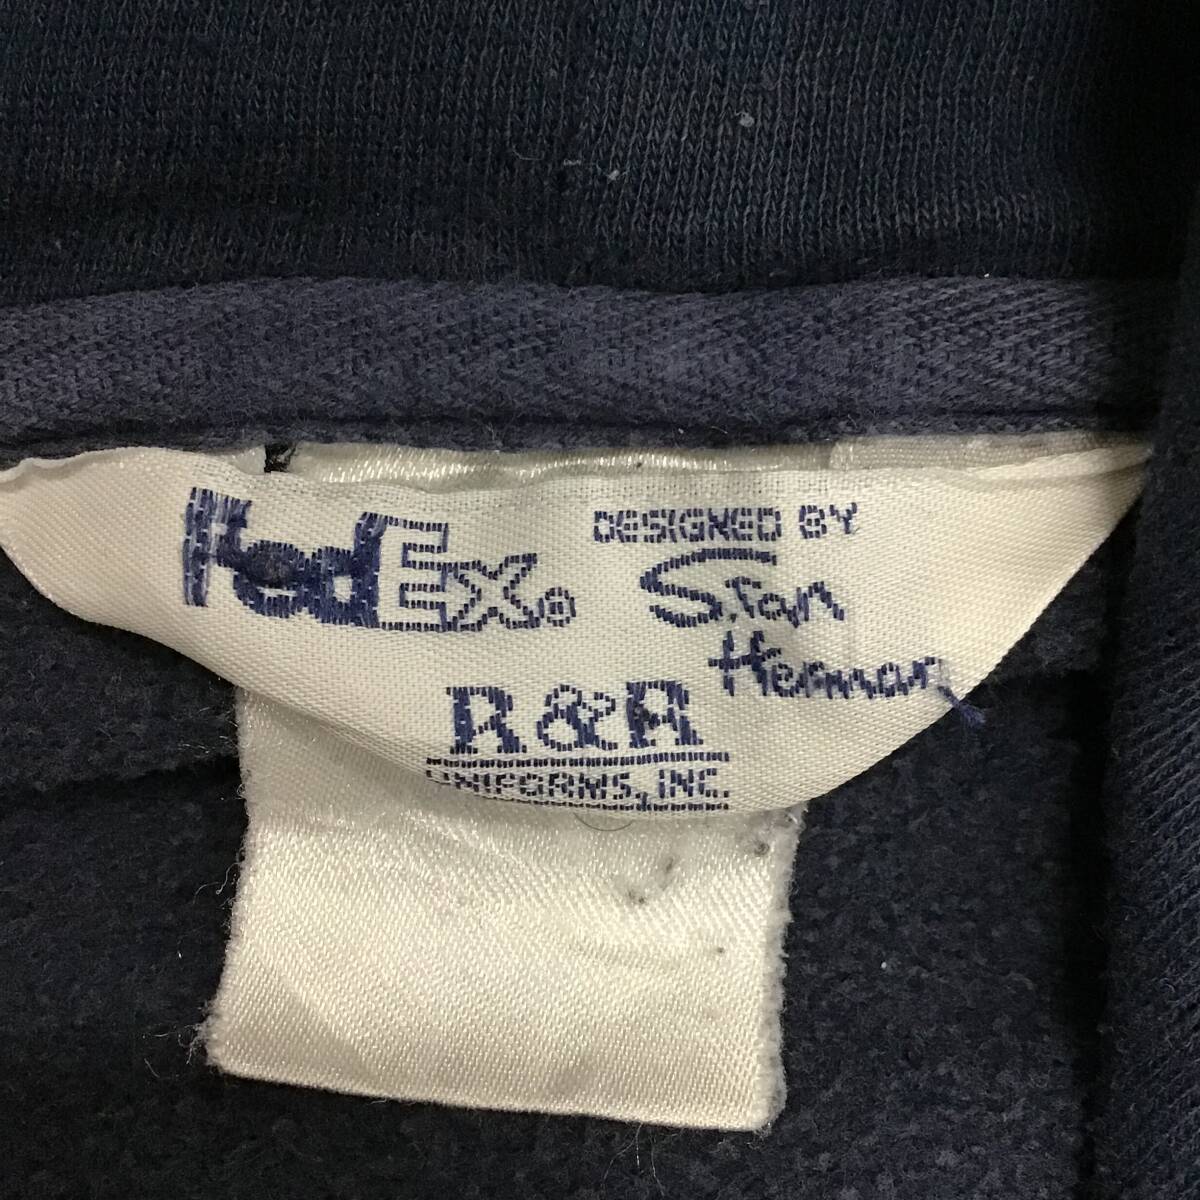 FedEx®
DESIGNED BY
Stan
Herman
R&R
UNIFORMS, INC.